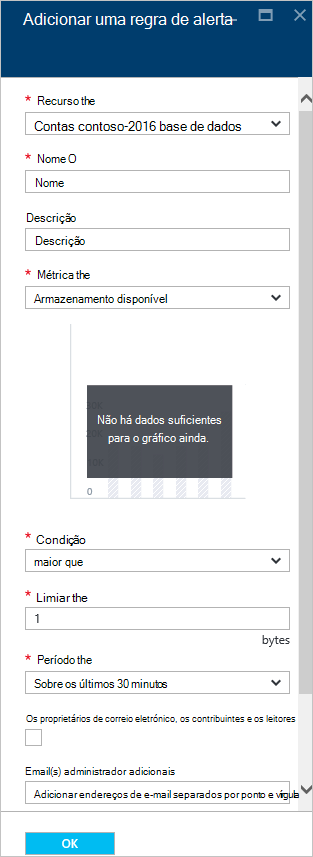 Adicionar uma regra de alerta
* Recurso the
Contas contoso-2016 base de dados
* Nome O
Nome
Descrição
Descrição
* Métrica the
Armazenamento disponível
Não há dados suficientes
para o gráfico ainda.
0
* Condição
maior que
* Limiar the
1
bytes
* Período the
Sobre os últimos 30 minutos
Os proprietários de correio eletrónico, os contribuintes e os leitores
Email(s) administrador adicionais
Adicionar endereços de e-mail separados por ponto e vígula
OK